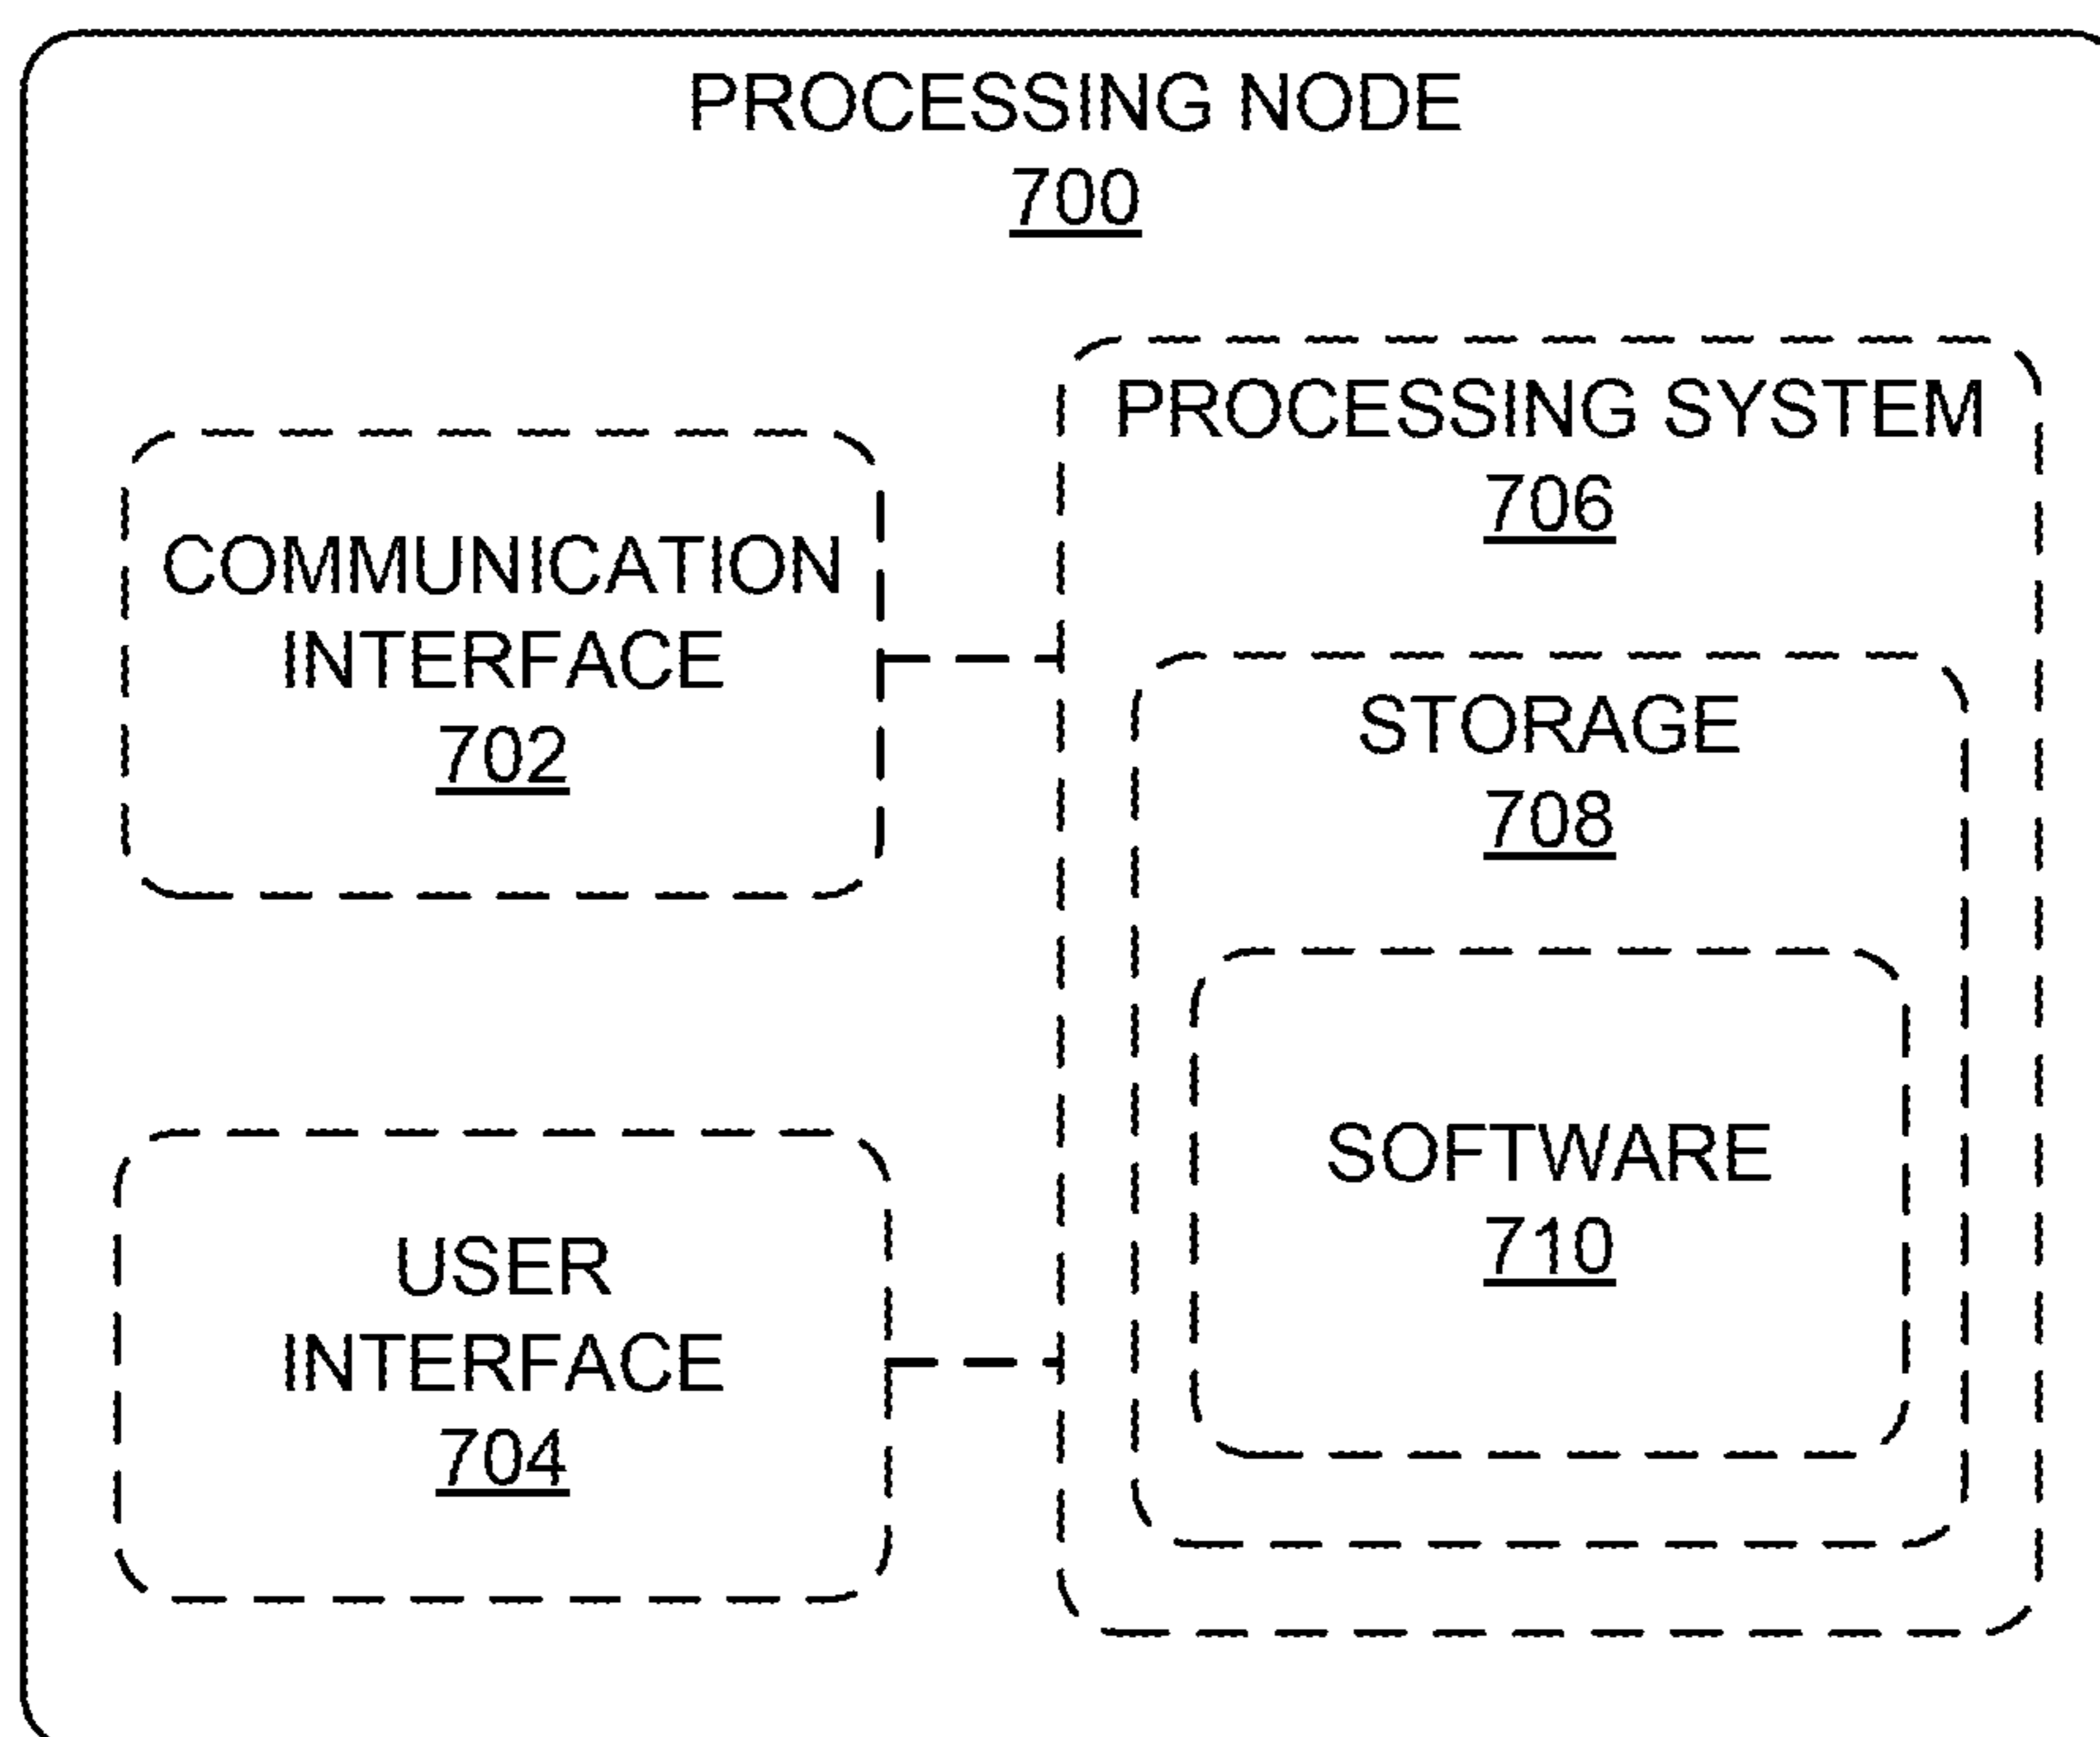 PROCESSING NODE
700
PROCESSING SYSTEM
706
COMMUNICATION
INTERFACE
702
STORAGE
708
SOFTWARE
710
USER
INTERFACE
704